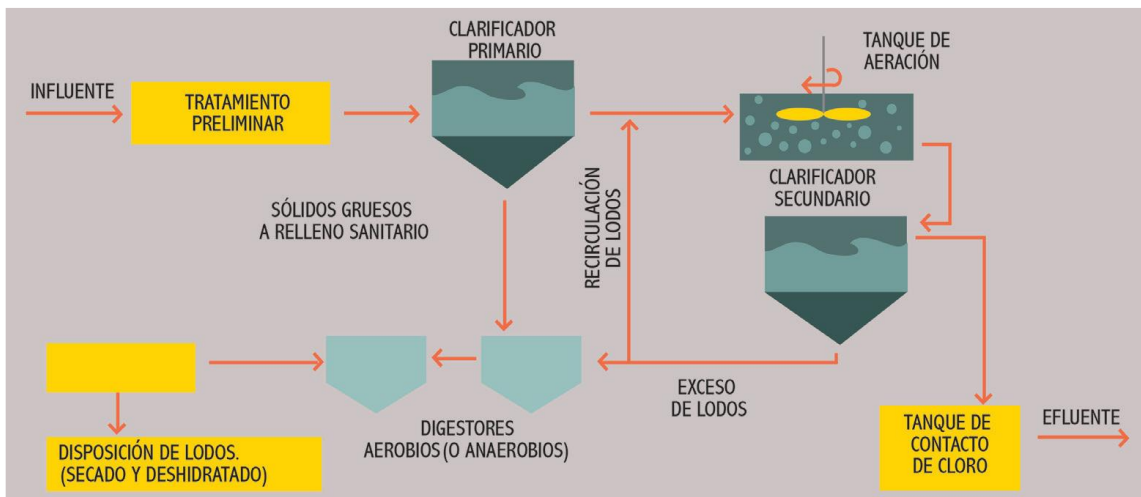 CLARIFICADOR
PRIMARIO
TANQUE DE
AERACIÓN
INFLUENTE
TRATAMIENTO
PRELIMINAR
CLARIFICADOR
SECUNDARIO
SÓLIDOS GRUESOS
A RELLENO SANITARIO
RECIRCULACIÓN
DE LODOS
EXCESO
DE LODOS
DIGESTORES
AEROBIOS (O ANAEROBIOS)
DISPOSICIÓN DE LODOS.
(SECADO Y DESHIDRATADO)
TANQUE DE
CONTACTO
DE CLORO
EFLUENTE